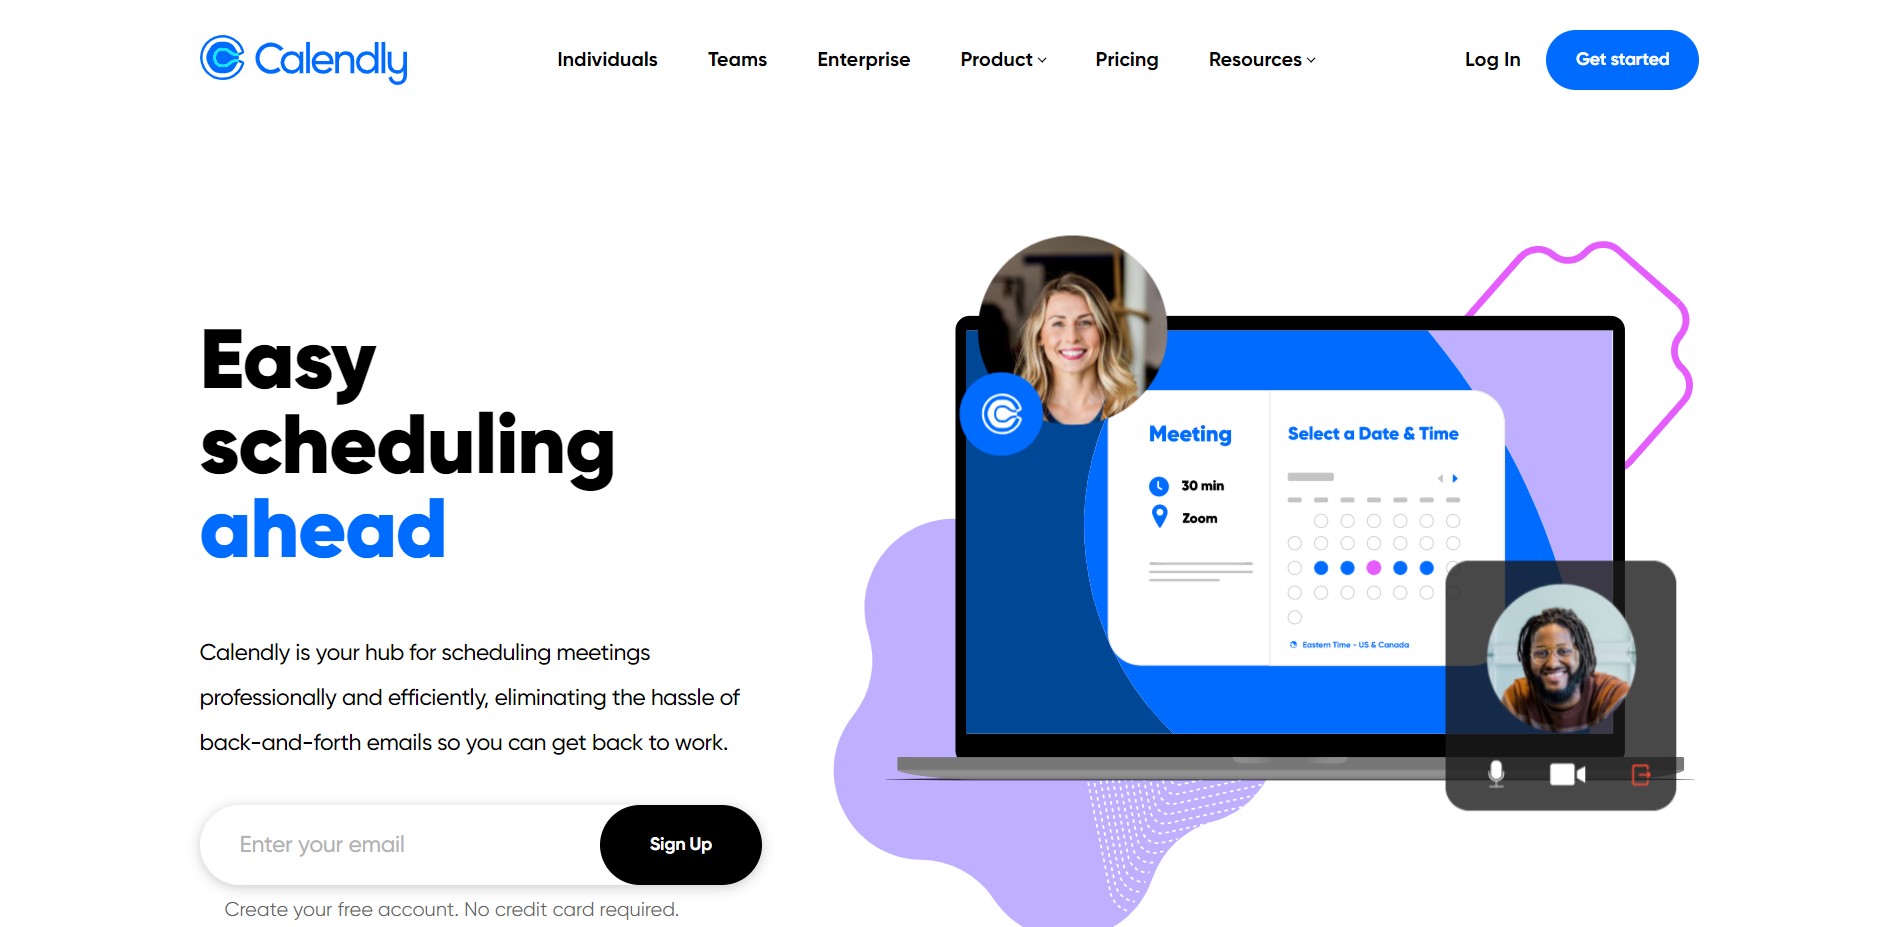 Calendly
Individuals
Teams
Enterprise
Product
Pricing
Resources
Log In
Get started
Easy
scheduling
ahead
Calendly is your hub for scheduling meetings
professionally and efficiently, eliminating the hassle of
back-and-forth emails so you can get back to work.
Enter your email
Sign Up
Create your free account. No credit card required.
Meeting
30 min
Zoom
Select a Date & Time
Eastern Time - US & Canada